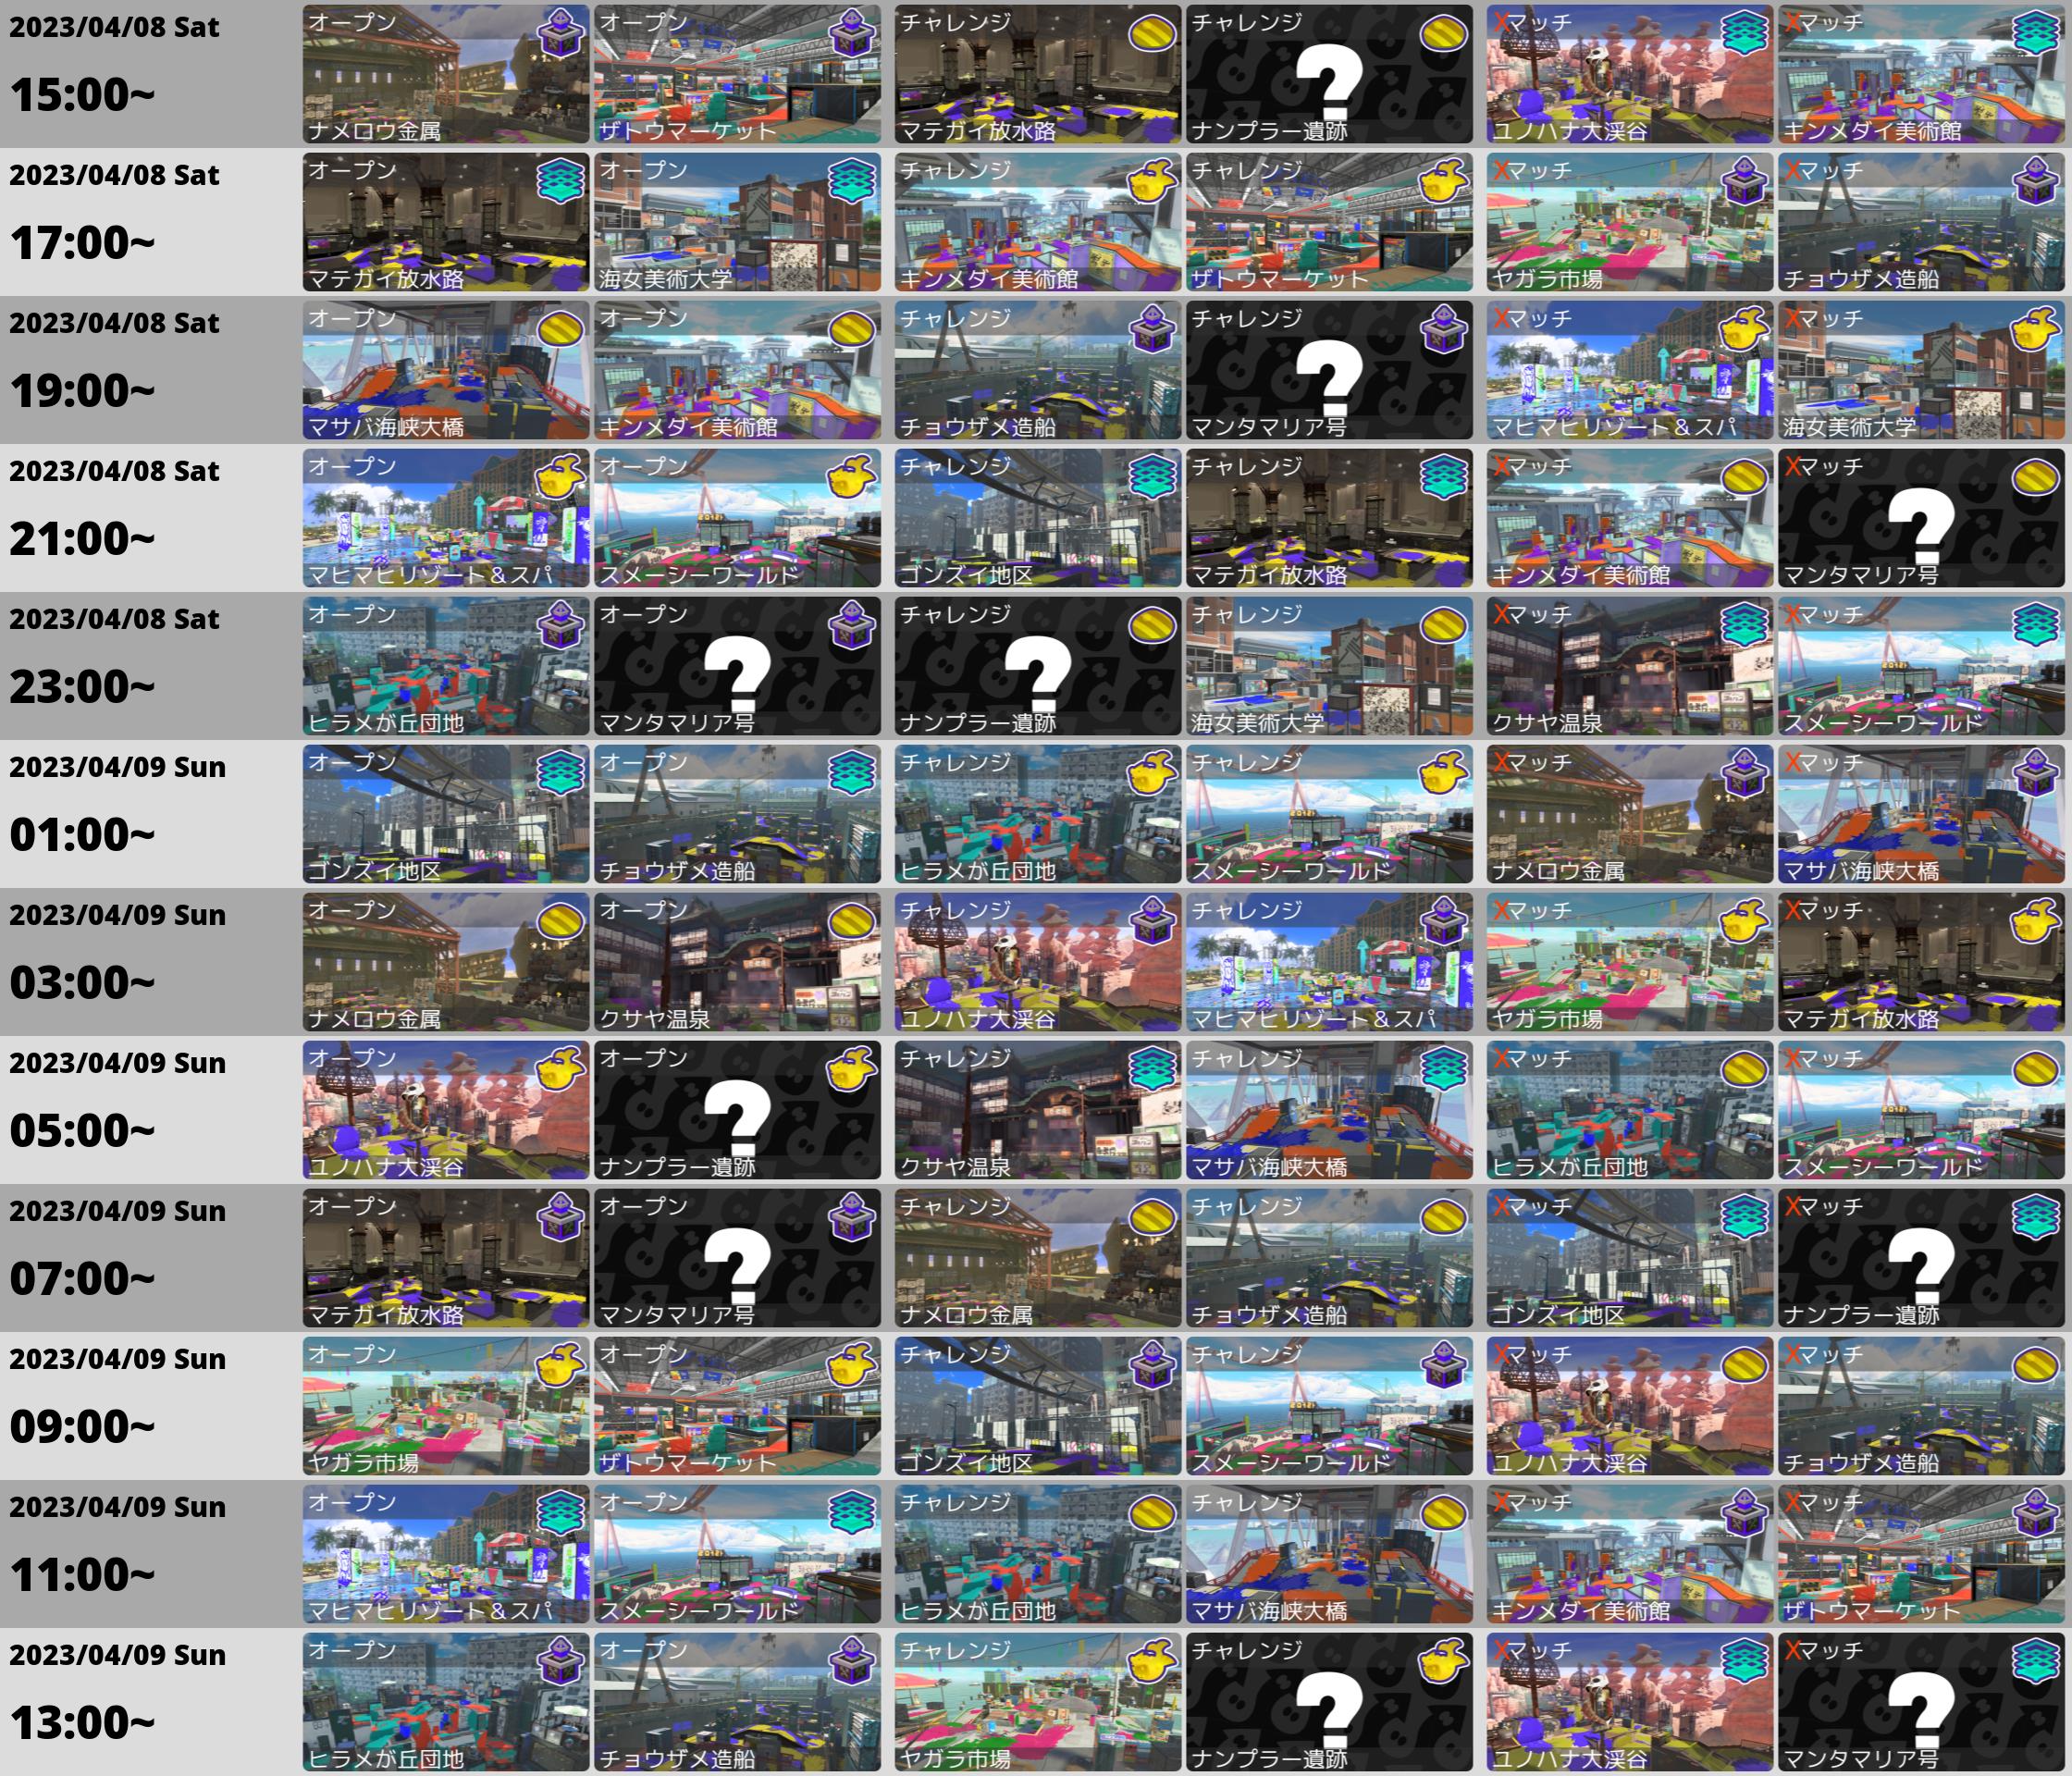 2023/04/08 Sat
15:00~
オープン オープン チャレンジ チャレンジ Xマッチ Xマッチ
ナメロウ金属 ザトウマーケット マテガイ放水路 ナンプラー遺跡 ユノハナ大渓谷 キンメダイ美術館
2023/04/08 Sat
17:00~
オープン オープン チャレンジ チャレンジ Xマッチ Xマッチ
マテガイ放水路 海女美術大学 キンメダイ美術館 ザトウマーケット ヤガラ市場 チョウザメ造船
2023/04/08 Sat
19:00~
オープン オープン チャレンジ チャレンジ Xマッチ Xマッチ
マサバ海峡大橋 キンメダイ美術館 チョウザメ造船 マンタマリア号 マヒマヒリゾート&スパ 海女美術大学
2023/04/08 Sat
21:00~
オープン オープン チャレンジ チャレンジ Xマッチ Xマッチ
マヒマヒリゾート&スパ スメーシーワールド ゴンズイ地区 マテガイ放水路 キンメダイ美術館 マンタマリア号
2023/04/08 Sat
23:00~
オープン オープン チャレンジ チャレンジ Xマッチ Xマッチ
ヒラメが丘団地 マンタマリア号 ナンプラー遺跡 海女美術大学 クサヤ温泉 スメーシーワールド
2023/04/09 Sun
01:00~
オープン オープン チャレンジ チャレンジ Xマッチ Xマッチ
ゴンズイ地区 チョウザメ造船 ヒラメが丘団地 スメーシーワールド ナメロウ金属 マサバ海峡大橋
2023/04/09 Sun
03:00~
オープン オープン チャレンジ チャレンジ Xマッチ Xマッチ
ナメロウ金属 クサヤ温泉 ユノハナ大渓谷 マヒマヒリゾート&スパ ヤガラ市場 マテガイ放水路
2023/04/09 Sun
05:00~
オープン オープン チャレンジ チャレンジ Xマッチ Xマッチ
ユノハナ大渓谷 ナンプラー遺跡 クサヤ温泉 マサバ海峡大橋 ヒラメが丘団地 スメーシーワールド
2023/04/09 Sun
07:00~
オープン オープン チャレンジ チャレンジ Xマッチ Xマッチ
マテガイ放水路 マンタマリア号 ナメロウ金属 チョウザメ造船 ゴンズイ地区 ナンプラー遺跡
2023/04/09 Sun
09:00~
オープン オープン チャレンジ チャレンジ Xマッチ Xマッチ
ヤガラ市場 ザトウマーケット ゴンズイ地区 スメーシーワールド ユノハナ大渓谷 チョウザメ造船
2023/04/09 Sun
11:00~
オープン オープン チャレンジ チャレンジ Xマッチ Xマッチ
マヒマヒリゾート&スパ スメーシーワールド ヒラメが丘団地 マサバ海峡大橋 キンメダイ美術館 ザトウマーケット
2023/04/09 Sun
13:00~
オープン オープン チャレンジ チャレンジ Xマッチ Xマッチ
ヒラメが丘団地 チョウザメ造船 ヤガラ市場 ナンプラー遺跡 ユノハナ大渓谷 マンタマリア号